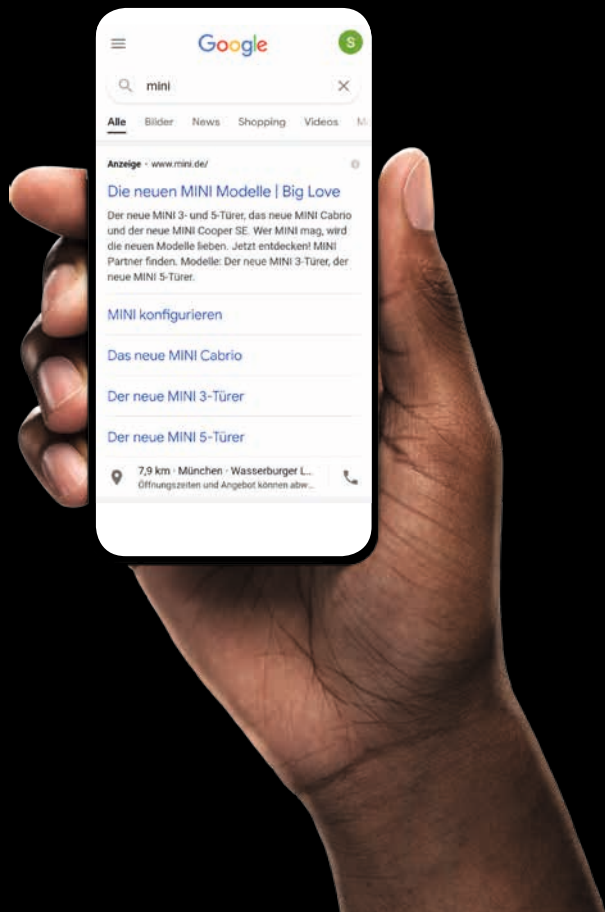 Google
S
mini
Alle Bilder News Shopping Videos
Anzeige · www.mini.de/
Die neuen MINI Modelle | Big Love
Der neue MINI 3- und 5-Türer, das neue MINI Cabrio
und der neue MINI Cooper SE. Wer MINI mag, wird
die neuen Modelle lieben. Jetzt entdecken! MINI
Partner finden. Modelle: Der neue MINI 3-Türer, der
neue MINI 5-Türer.
MINI konfigurieren
Das neue MINI Cabrio
Der neue MINI 3-Türer
Der neue MINI 5-Türer
7,9 km · München · Wasserburger L...
Öffnungszeiten und Angebot können abw...